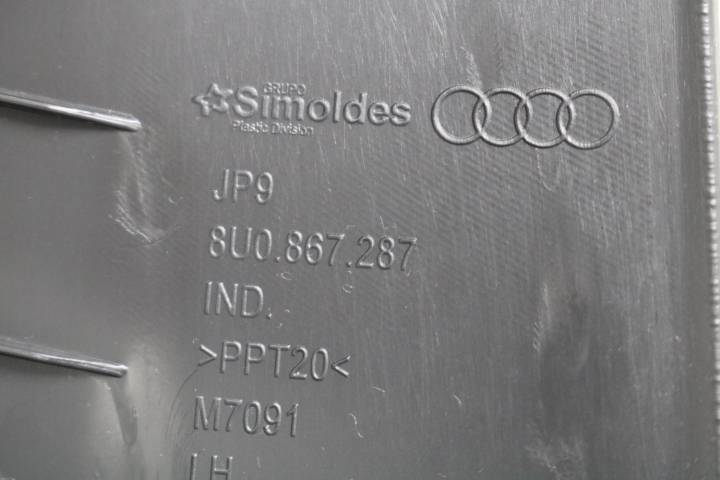 GRUPO
Simoldes
Plastic Division
JP9
8U0.867.287
IND.
>PPT20<
M7091
LH